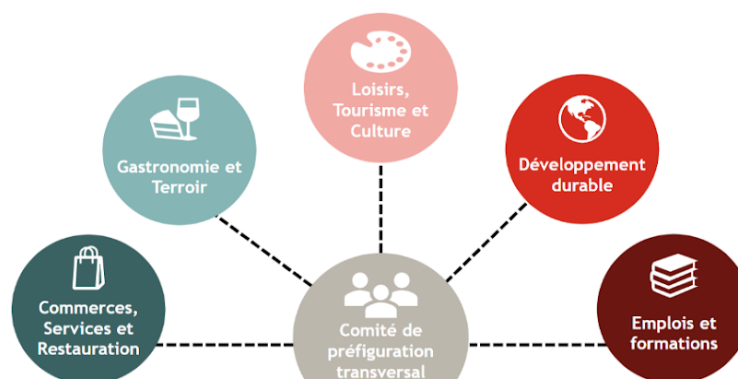 Loisirs,
Tourisme et
Culture
Gastronomie et
Terroir
Développement
durable
Commerces,
Services et
Restauration
Comité de
préfiguration
transversal
Emplois et
formations